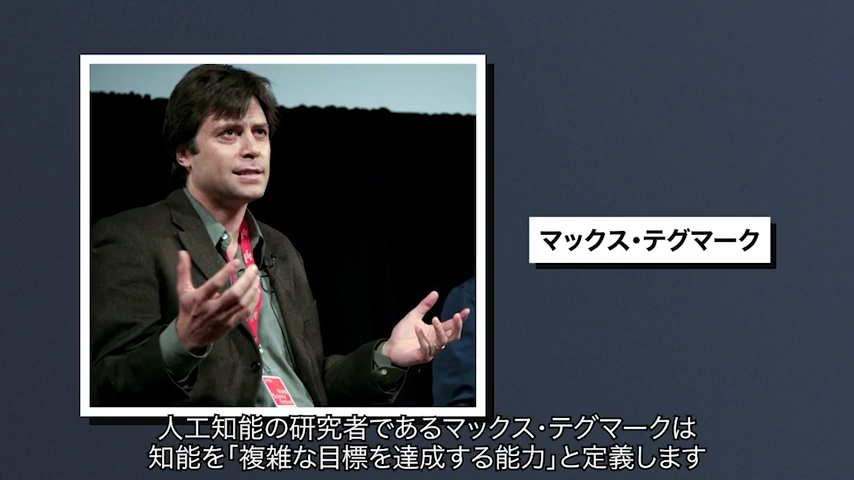 マックス・テグマーク
人工知能の研究者であるマックス・テグマークは
知能を「複雑な目標を達成する能力」と定義します